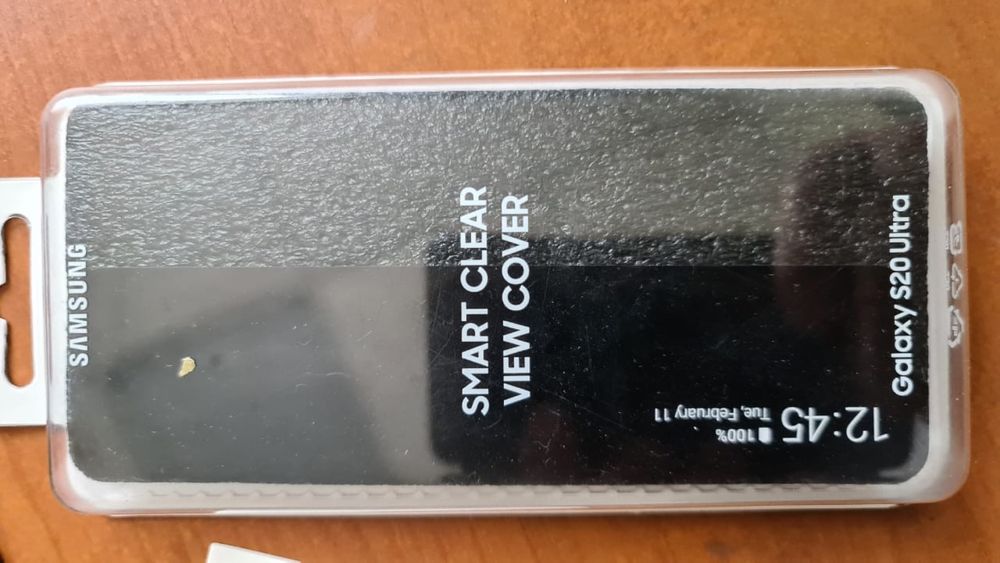 SAMSUNG
SMART CLEAR
VIEW COVER
Galaxy S20 Ultra
12:45
Tue, February 11
100%